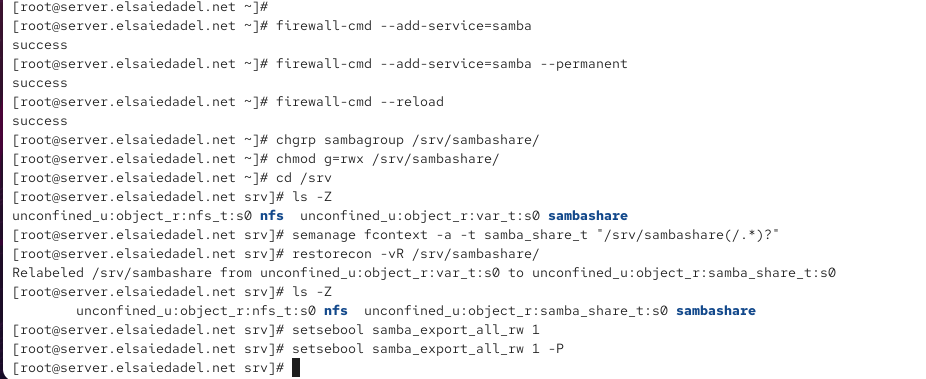 [root@server.elsaiedadel.net ~]#
[root@server.elsaiedadel.net ~]# firewall-cmd --add-service=samba
success
[root@server.elsaiedadel.net ~]# firewall-cmd --add-service=samba --permanent
success
[root@server.elsaiedadel.net ~]# firewall-cmd --reload
success
[root@server.elsaiedadel.net ~]# chgrp sambagroup /srv/sambashare/
[root@server.elsaiedadel.net ~]# chmod g=rwx /srv/sambashare/
[root@server.elsaiedadel.net ~]# cd /srv
[root@server.elsaiedadel.net srv]# ls -Z
unconfined_u:object_r:nfs_t:s0 nfs  unconfined_u:object_r:var_t:s0 sambashare
[root@server.elsaiedadel.net srv]# semanage fcontext -a -t samba_share_t "/srv/sambashare(/.*)?"
[root@server.elsaiedadel.net srv]# restorecon -vR /srv/sambashare/
Relabeled /srv/sambashare from unconfined_u:object_r:var_t:s0 to unconfined_u:object_r:samba_share_t:s0
[root@server.elsaiedadel.net srv]# ls -Z
        unconfined_u:object_r:nfs_t:s0 nfs  unconfined_u:object_r:samba_share_t:s0 sambashare
[root@server.elsaiedadel.net srv]# setsebool samba_export_all_rw 1
[root@server.elsaiedadel.net srv]# setsebool samba_export_all_rw 1 -P
[root@server.elsaiedadel.net srv]#